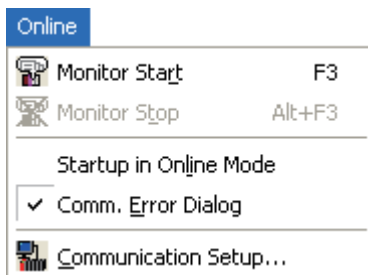 Online
Monitor Start F3
Monitor Stop Alt+F3
Startup in Online Mode
Comm. Error Dialog
Communication Setup...